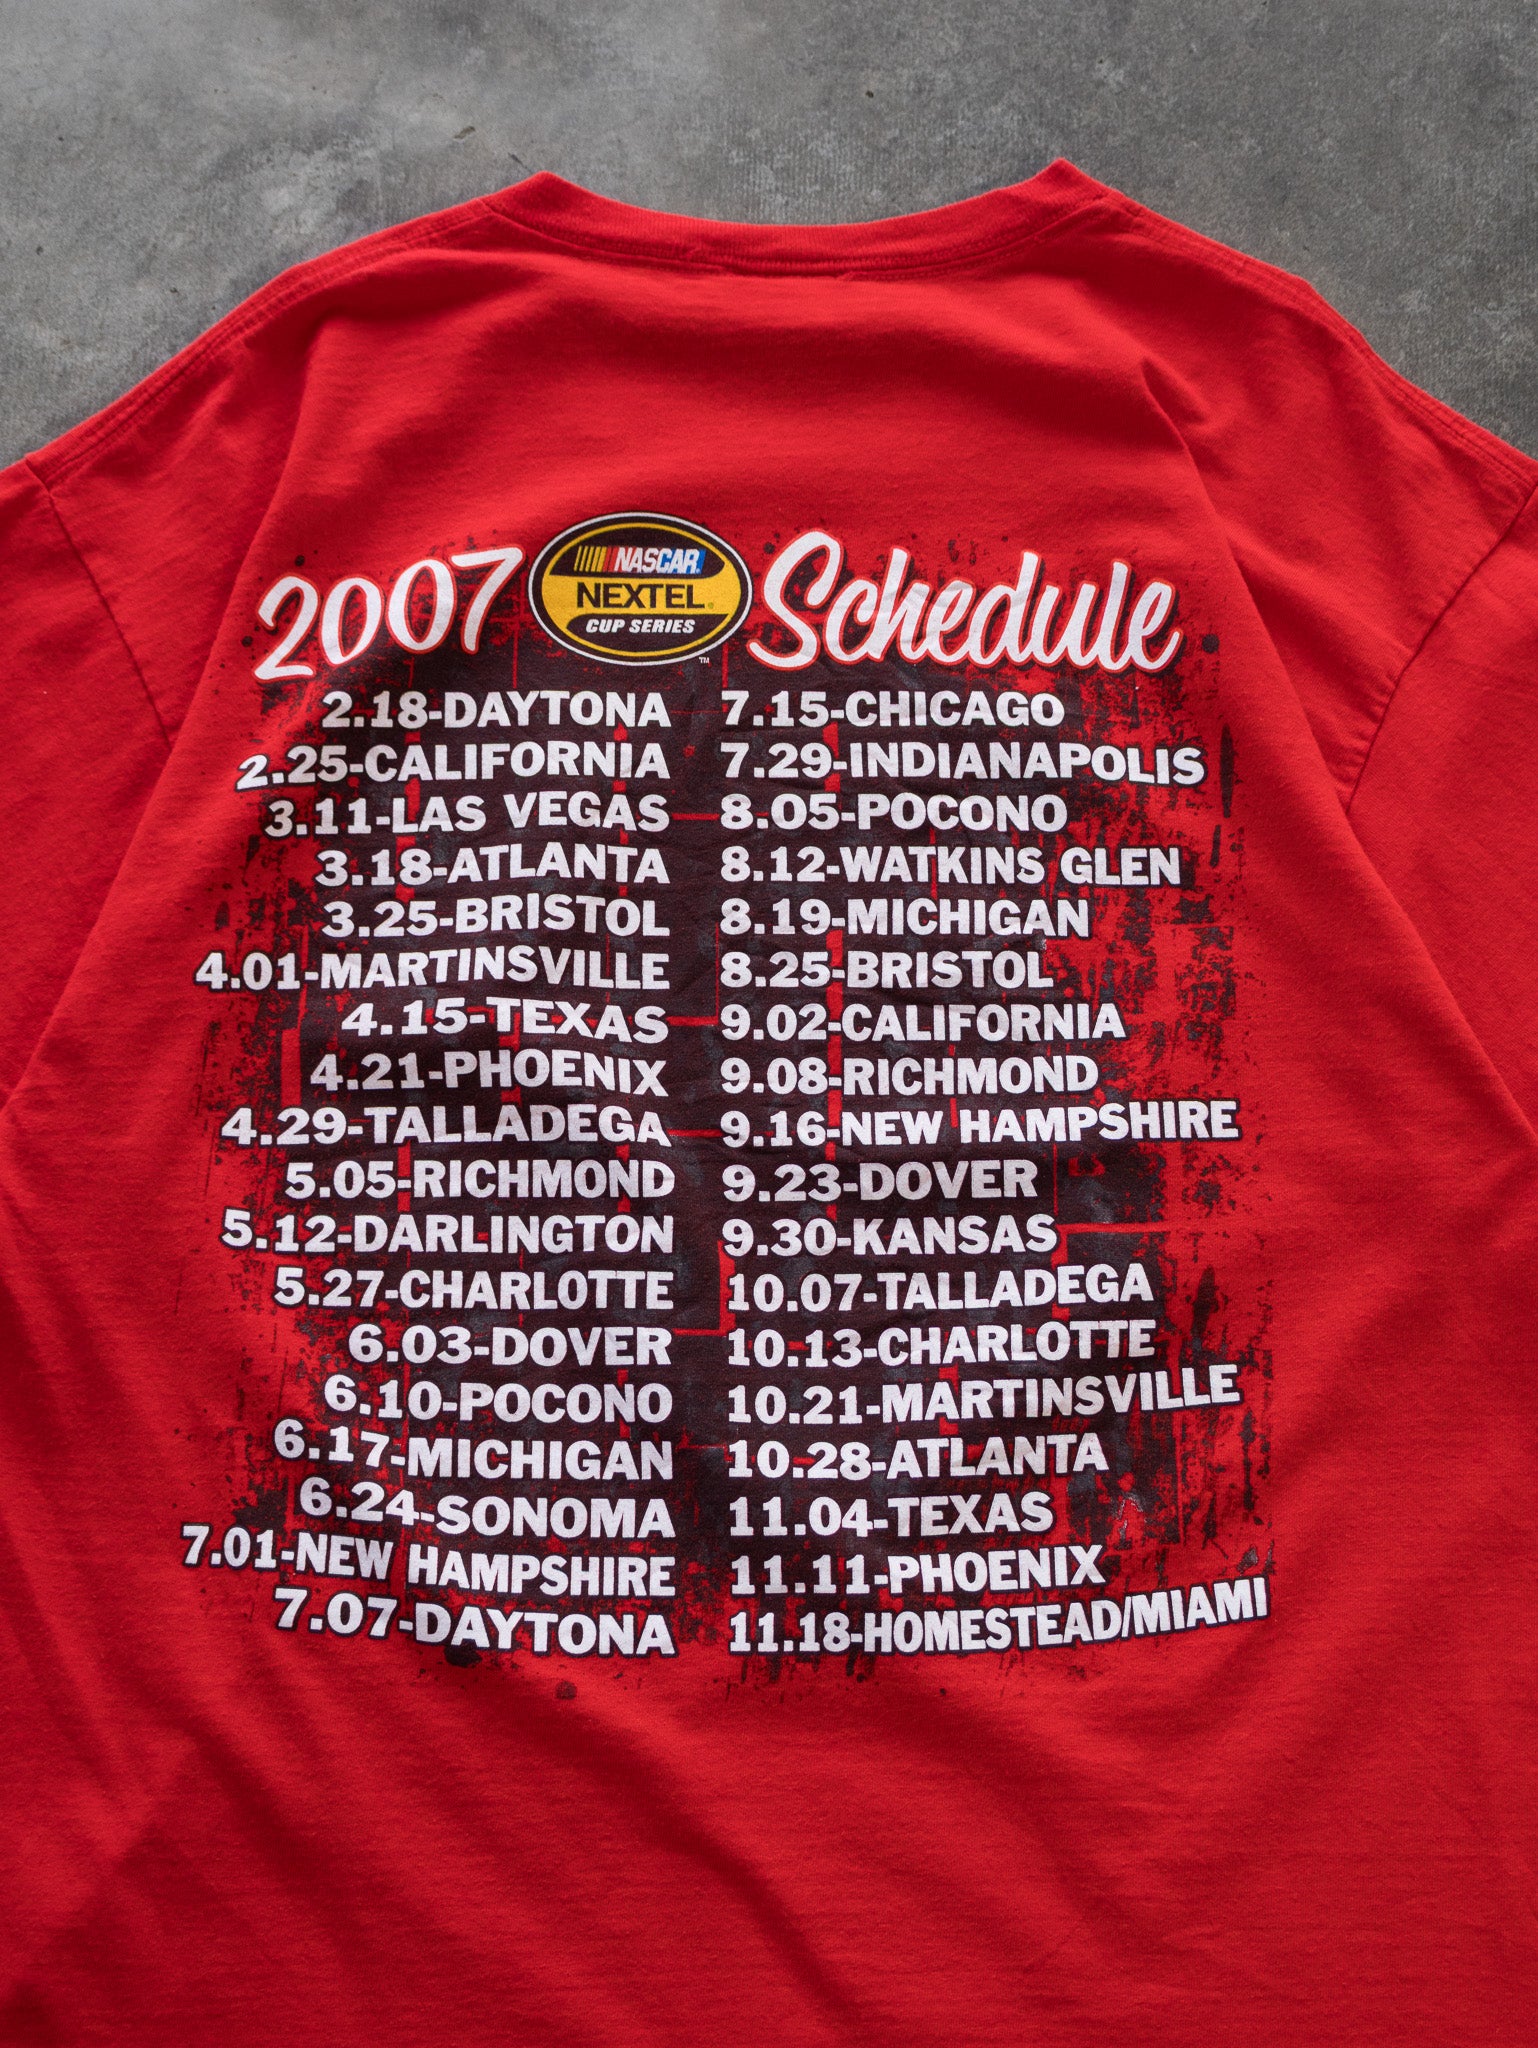 2007 NASCAR NEXTEL CUP SERIES ™ Schedule
2.18-DAYTONA
2.25-CALIFORNIA
3.11-LAS VEGAS
3.18-ATLANTA
3.25-BRISTOL
4.01-MARTINSVILLE
4.15-TEXAS
4.21-PHOENIX
4.29-TALLADEGA
5.05-RICHMOND
5.12-DARLINGTON
5.27-CHARLOTTE
6.03-DOVER
6.10-POCONO
6.17-MICHIGAN
6.24-SONOMA
7.01-NEW HAMPSHIRE
7.07-DAYTONA
7.15-CHICAGO
7.29-INDIANAPOLIS
8.05-POCONO
8.12-WATKINS GLEN
8.19-MICHIGAN
8.25-BRISTOL
9.02-CALIFORNIA
9.08-RICHMOND
9.16-NEW HAMPSHIRE
9.23-DOVER
9.30-KANSAS
10.07-TALLADEGA
10.13-CHARLOTTE
10.21-MARTINSVILLE
10.28-ATLANTA
11.04-TEXAS
11.11-PHOENIX
11.18-HOMESTEAD/MIAMI